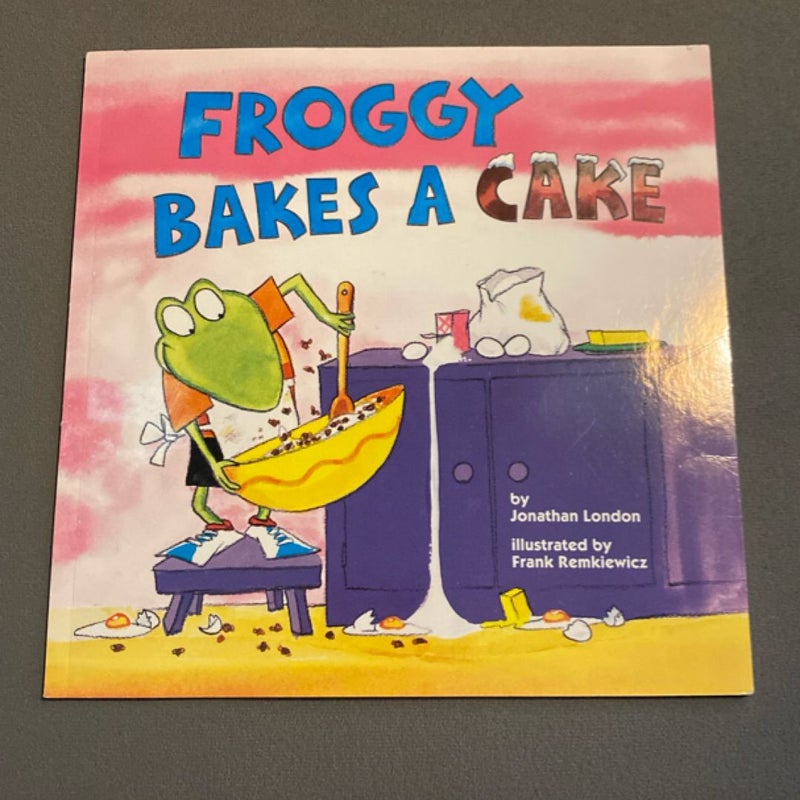 FROGGY
BAKES A CAKE
by
Jonathan London
illustrated by
Frank Remkiewicz